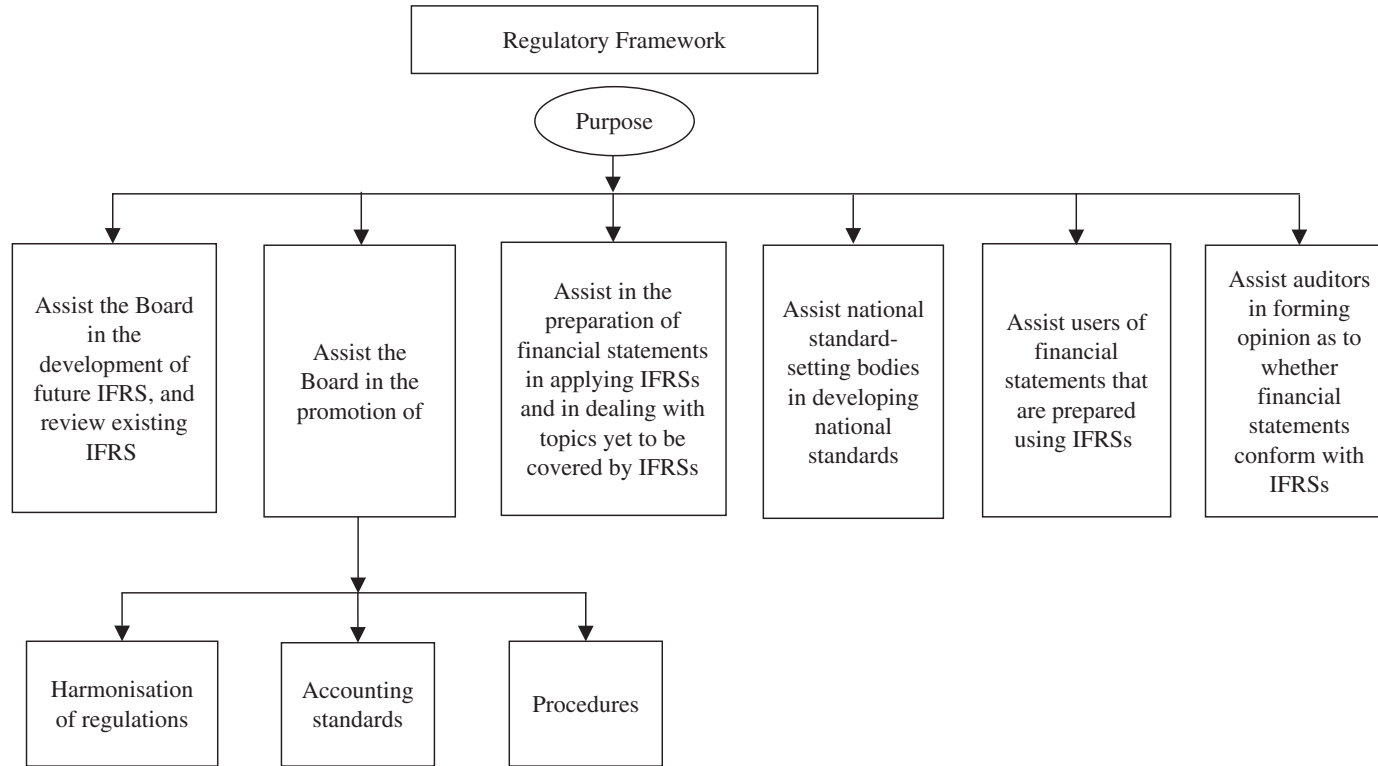 Regulatory Framework
Purpose
Assist the Board
in the
development of
future IFRS, and
review existing
IFRS
Assist the
Board in the
promotion of
Assist in the
preparation of
financial statements
in applying IFRSs
and in dealing with
topics yet to be
covered by IFRSs
Assist national
standard-
setting bodies
in developing
national
standards
Assist users of
financial
statements that
are prepared
using IFRSs
Assist auditors
in forming
opinion as to
whether
financial
statements
conform with
IFRSs
Harmonisation
of regulations
Accounting
standards
Procedures